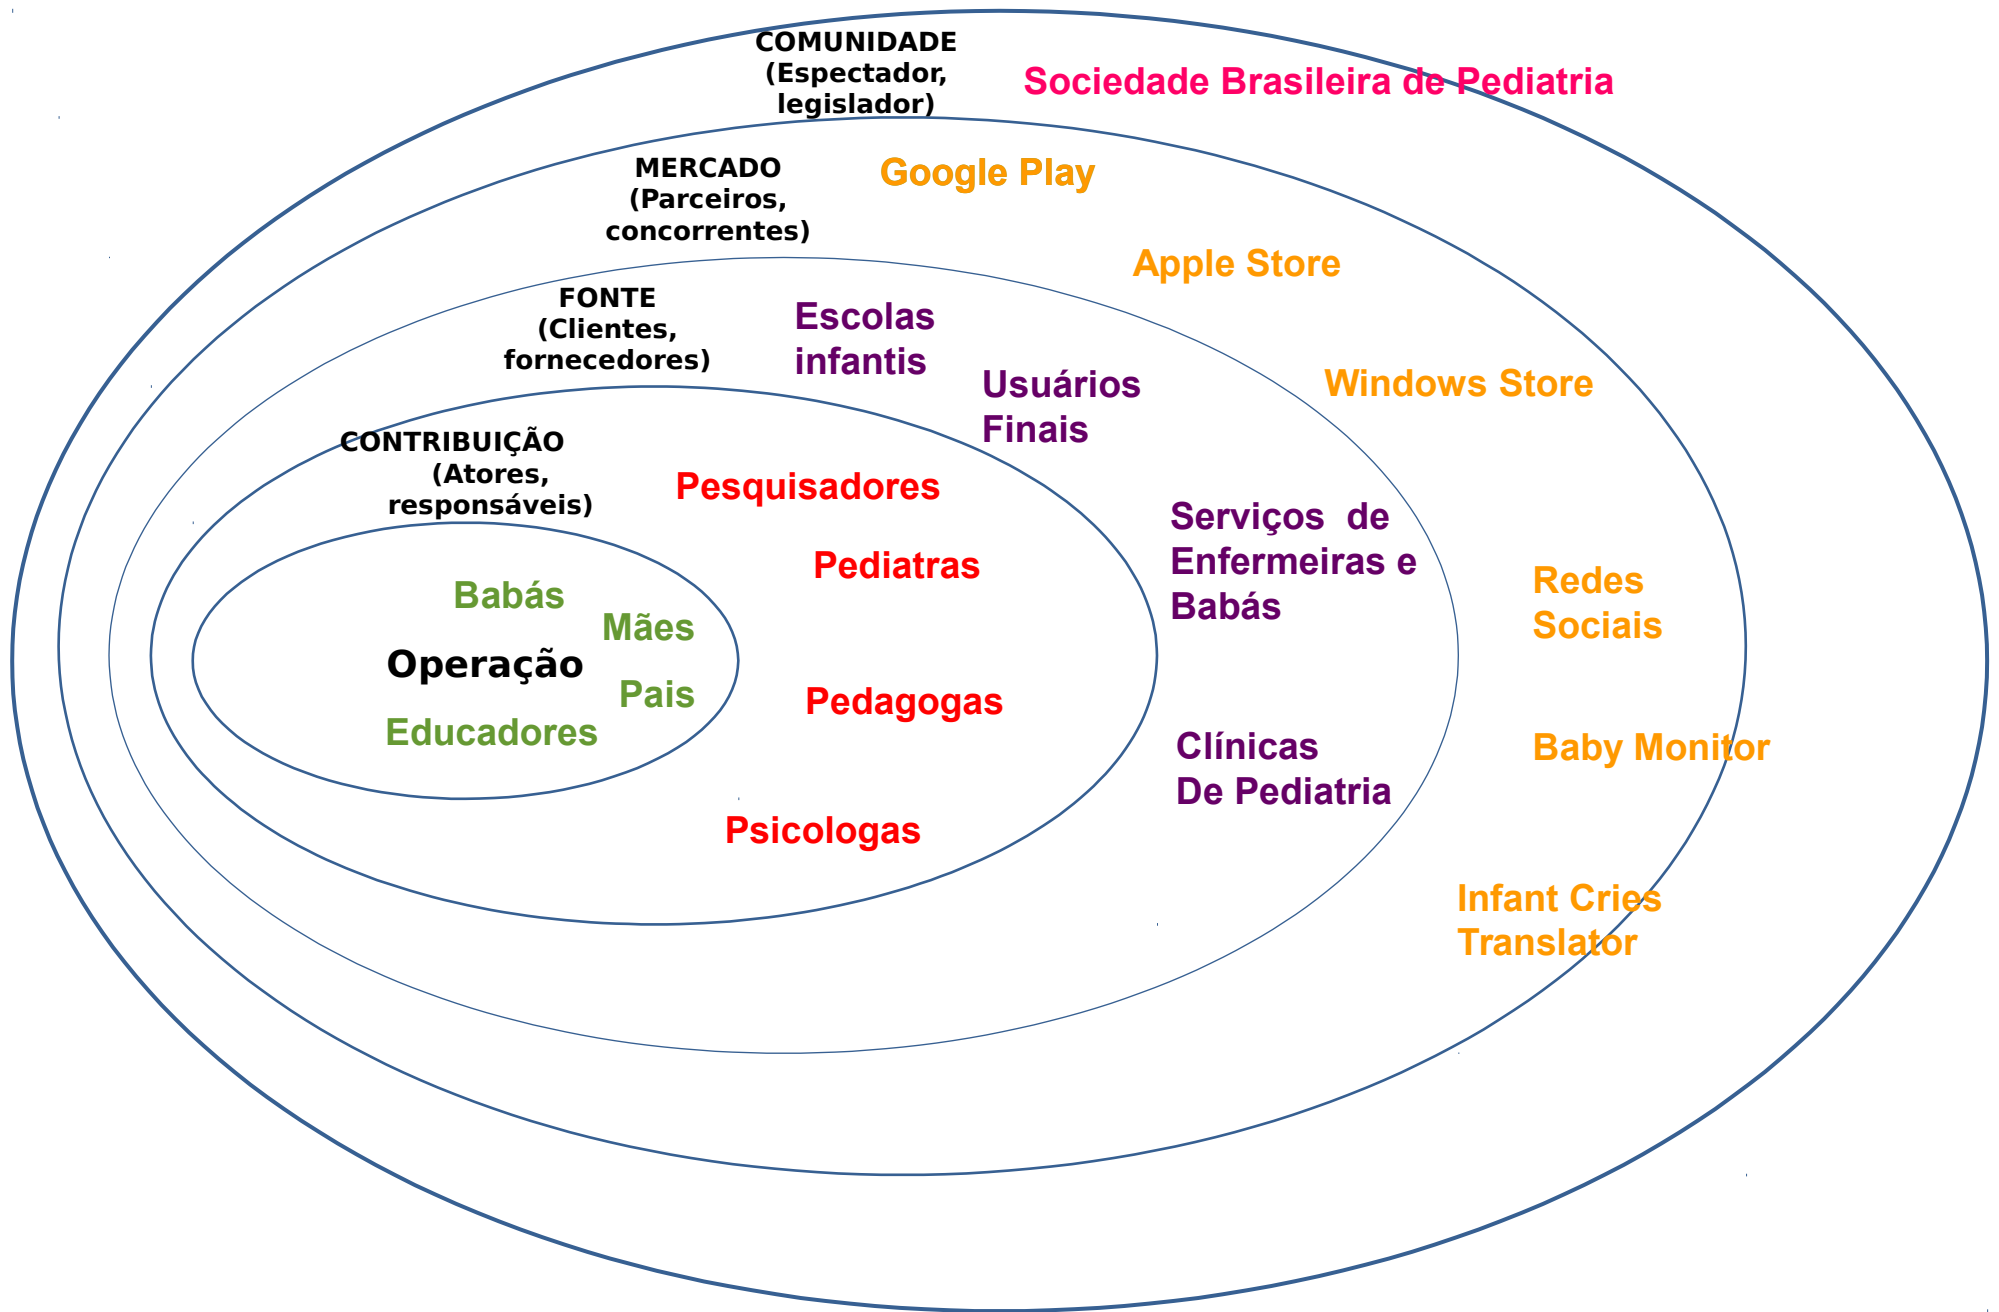 COMUNIDADE
(Espectador,
legislador)
Sociedade Brasileira de Pediatria
MERCADO
(Parceiros,
concorrentes)
Google Play
Apple Store
Windows Store
Redes
Sociais
Baby Monitor
Infant Cries
Translator
FONTE
(Clientes,
fornecedores)
Escolas
infantis
Usuários
Finais
Serviços de
Enfermeiras e
Babás
Clínicas
De Pediatria
CONTRIBUIÇÃO
(Atores,
responsáveis)
Pesquisadores
Pediatras
Pedagogas
Psicologas
Babás
Mães
Operação
Pais
Educadores